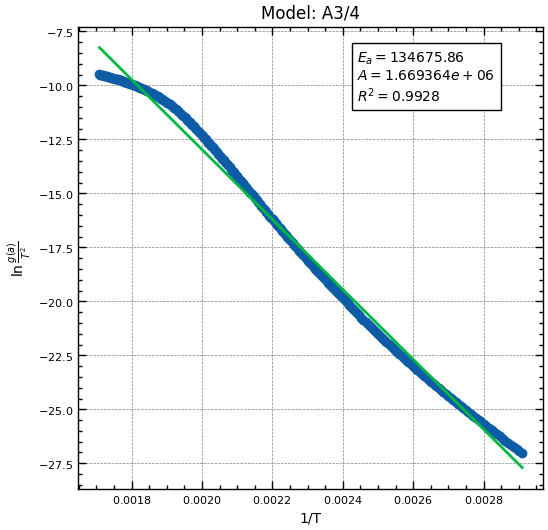 Model: A3/4
E_a = 134675.86
A = 1.669364e + 06
R^2 = 0.9928
−7.5
−10.0
−12.5
−15.0
−17.5
−20.0
−22.5
−25.0
−27.5
ln g(a)/T^2
0.0018 0.0020 0.0022 0.0024 0.0026 0.0028
1/T